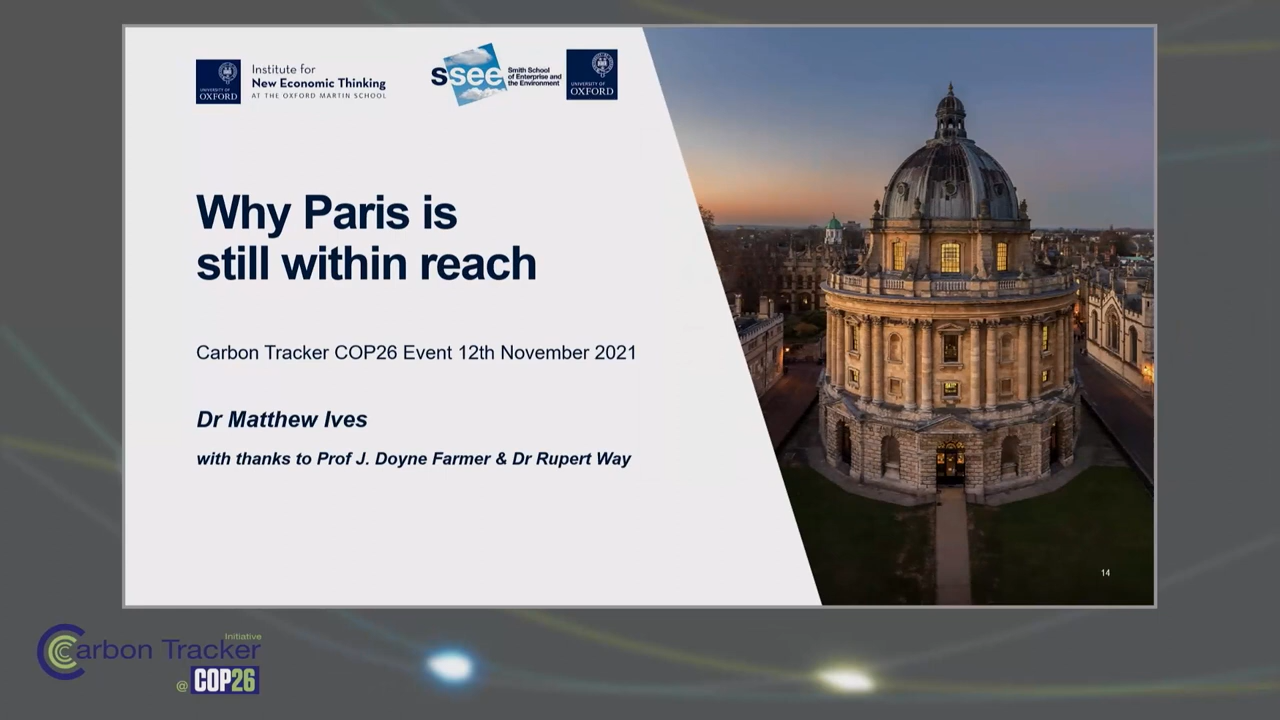 UNIVERSITY OF
OXFORD
Institute for
New Economic Thinking
AT THE OXFORD MARTIN SCHOOL
ssee
Smith School
of Enterprise and
the Environment
UNIVERSITY OF
OXFORD
Why Paris is
still within reach
Carbon Tracker COP26 Event 12th November 2021
Dr Matthew Ives
with thanks to Prof J. Doyne Farmer & Dr Rupert Way
14
Carbon Tracker
Initiative
@ COP26